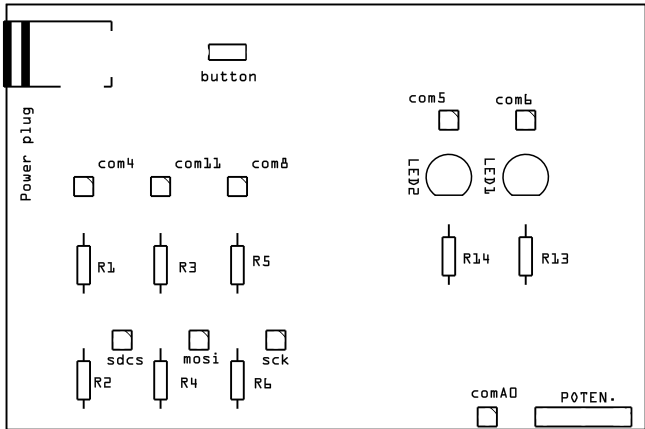 button
Power plug
com5
com6
com4
com11
com8
LED2
LED1
R1
R3
R5
R14
R13
sdcs
mosi
sck
R2
R4
R6
comA0
POTEN.